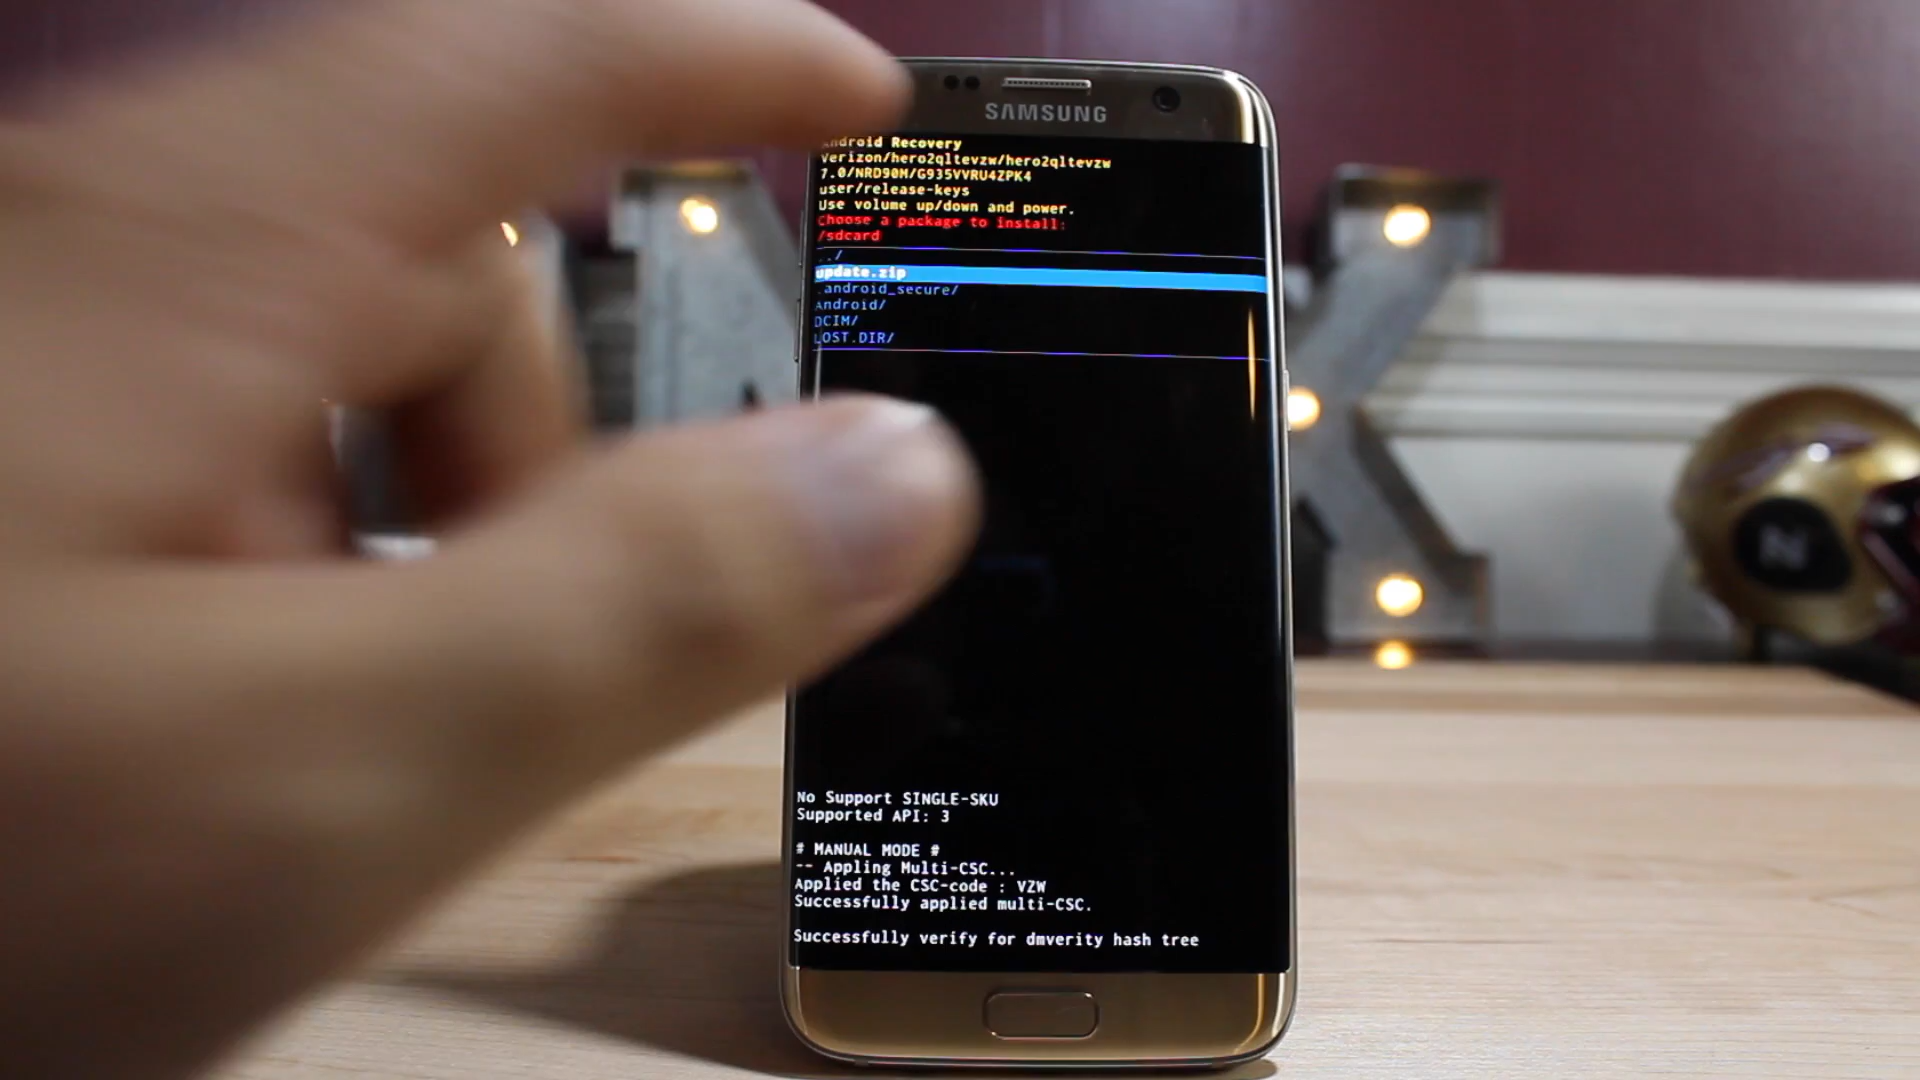 SAMSUNG
Android Recovery
Verizon/hero2qltevzw/hero2qltevzw
7.0/NRD90M/G935VVRU4ZPK4
user/release-keys
Use volume up/down and power.
Choose a package to install:
/sdcard
../
update.zip
.android_secure/
Android/
DCIM/
LOST.DIR/
No Support SINGLE-SKU
Supported API: 3
# MANUAL MODE #
-- Appling Multi-CSC...
Applied the CSC-code : VZW
Successfully applied multi-CSC.
Successfully verify for dmverity hash tree
N